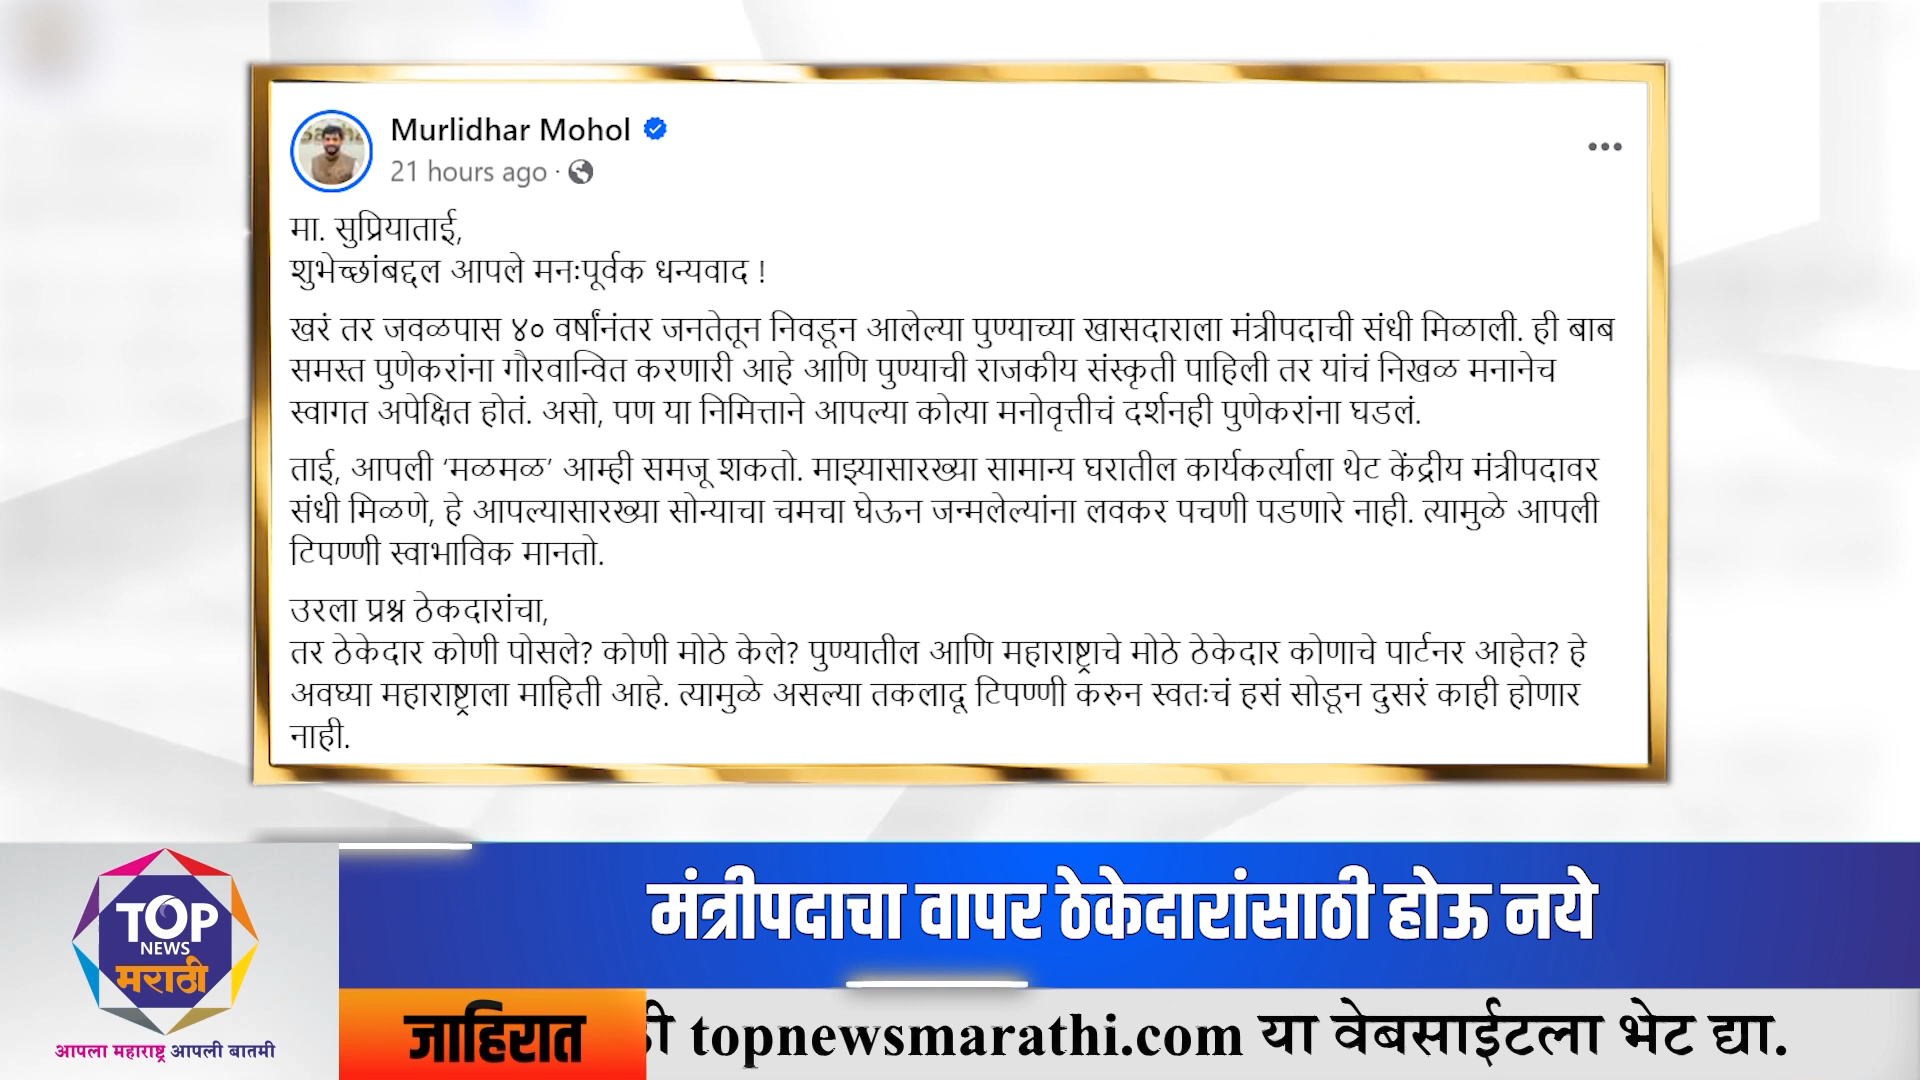 Murlidhar Mohol
21 hours ago ·
मा. सुप्रियाताई,
शुभेच्छांबद्दल आपले मनःपूर्वक धन्यवाद !
खरं तर जवळपास ४० वर्षांनंतर जनतेतून निवडून आलेल्या पुण्याच्या खासदाराला मंत्रीपदाची संधी मिळाली. ही बाब
समस्त पुणेकरांना गौरवान्वित करणारी आहे आणि पुण्याची राजकीय संस्कृती पाहिली तर यांचं निखळ मनानेच
स्वागत अपेक्षित होतं. असो, पण या निमित्ताने आपल्या कोत्या मनोवृत्तीचं दर्शनही पुणेकरांना घडलं.
ताई, आपली ‘मळमळ’ आम्ही समजू शकतो. माझ्यासारख्या सामान्य घरातील कार्यकर्त्याला थेट केंद्रीय मंत्रीपदावर
संधी मिळणे, हे आपल्यासारख्या सोन्याचा चमचा घेऊन जन्मलेल्यांना लवकर पचणी पडणारे नाही. त्यामुळे आपली
टिपण्णी स्वाभाविक मानतो.
उरला प्रश्न ठेकदारांचा,
तर ठेकेदार कोणी पोसले? कोणी मोठे केले? पुण्यातील आणि महाराष्ट्राचे मोठे ठेकेदार कोणाचे पार्टनर आहेत? हे
अवघ्या महाराष्ट्राला माहिती आहे. त्यामुळे असल्या तकलादू टिपण्णी करुन स्वतःचं हसं सोडून दुसरं काही होणार
नाही.
मंत्रीपदाचा वापर ठेकेदारांसाठी होऊ नये
TOP
NEWS
मराठी
आपला महाराष्ट्र आपली बातमी
जाहिरात
topnewsmarathi.com या वेबसाईटला भेट द्या.